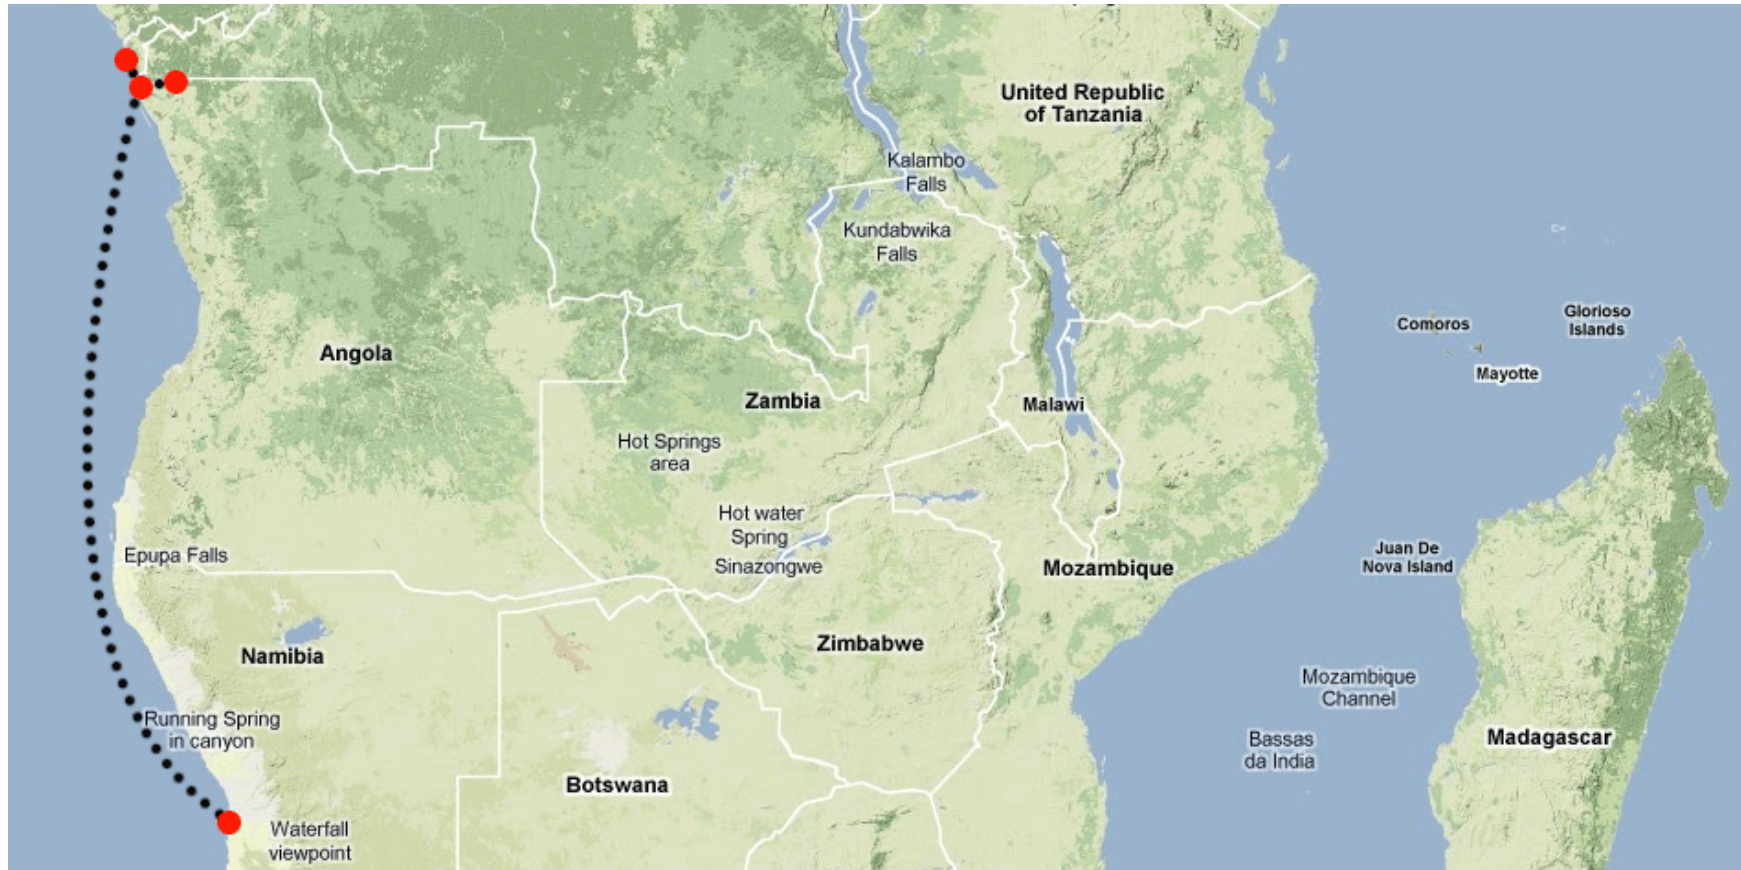 United Republic
of Tanzania
Kalambo
Falls
Kundabwika
Falls
Glorioso
Islands
Comoros
Mayotte
Angola
Zambia
Malawi
Hot Springs
area
Hot water
Spring
Sinazongwe
Epupa Falls
Juan De
Nova Island
Mozambique
Zimbabwe
Namibia
Mozambique
Channel
Running Spring
in canyon
Bassas
da India
Madagascar
Botswana
Waterfall
viewpoint